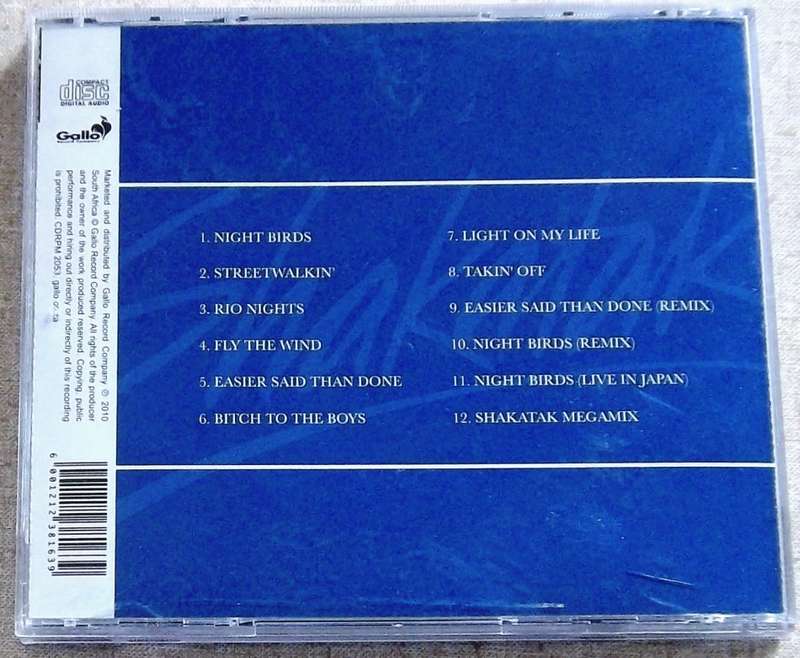 COMPACT
disc
DIGITAL AUDIO
Gallo
Record Company
Marketed and distributed by Gallo Record Company ℗ 2010
South Africa © Gallo Record Company. All rights of the producer
and the owner of the work produced reserved. Copying, public
performance and hiring out directly or indirectly of this recording
is prohibited. CDRPM 2053. gallo.co.za
6 001212 381639
1. NIGHT BIRDS
2. STREETWALKIN'
3. RIO NIGHTS
4. FLY THE WIND
5. EASIER SAID THAN DONE
6. BITCH TO THE BOYS
7. LIGHT ON MY LIFE
8. TAKIN' OFF
9. EASIER SAID THAN DONE (REMIX)
10. NIGHT BIRDS (REMIX)
11. NIGHT BIRDS (LIVE IN JAPAN)
12. SHAKATAK MEGAMIX
Shakatak